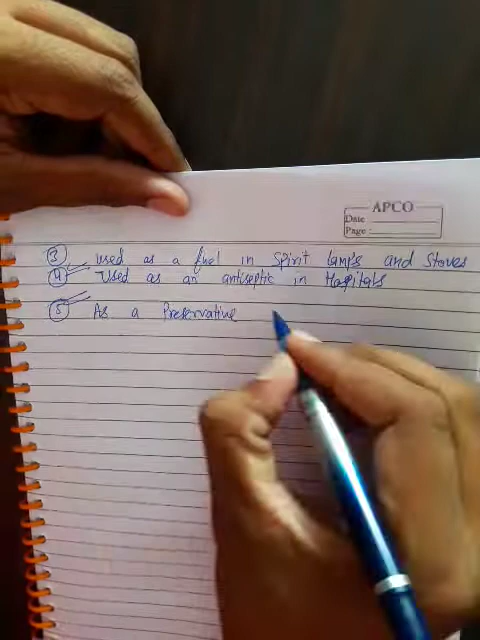 APCO
Date
Page :
③ used as a fuel in Spirit lamps and Stoves
④ Used as an antiseptic in Hospitals
⑤ As a Preservative